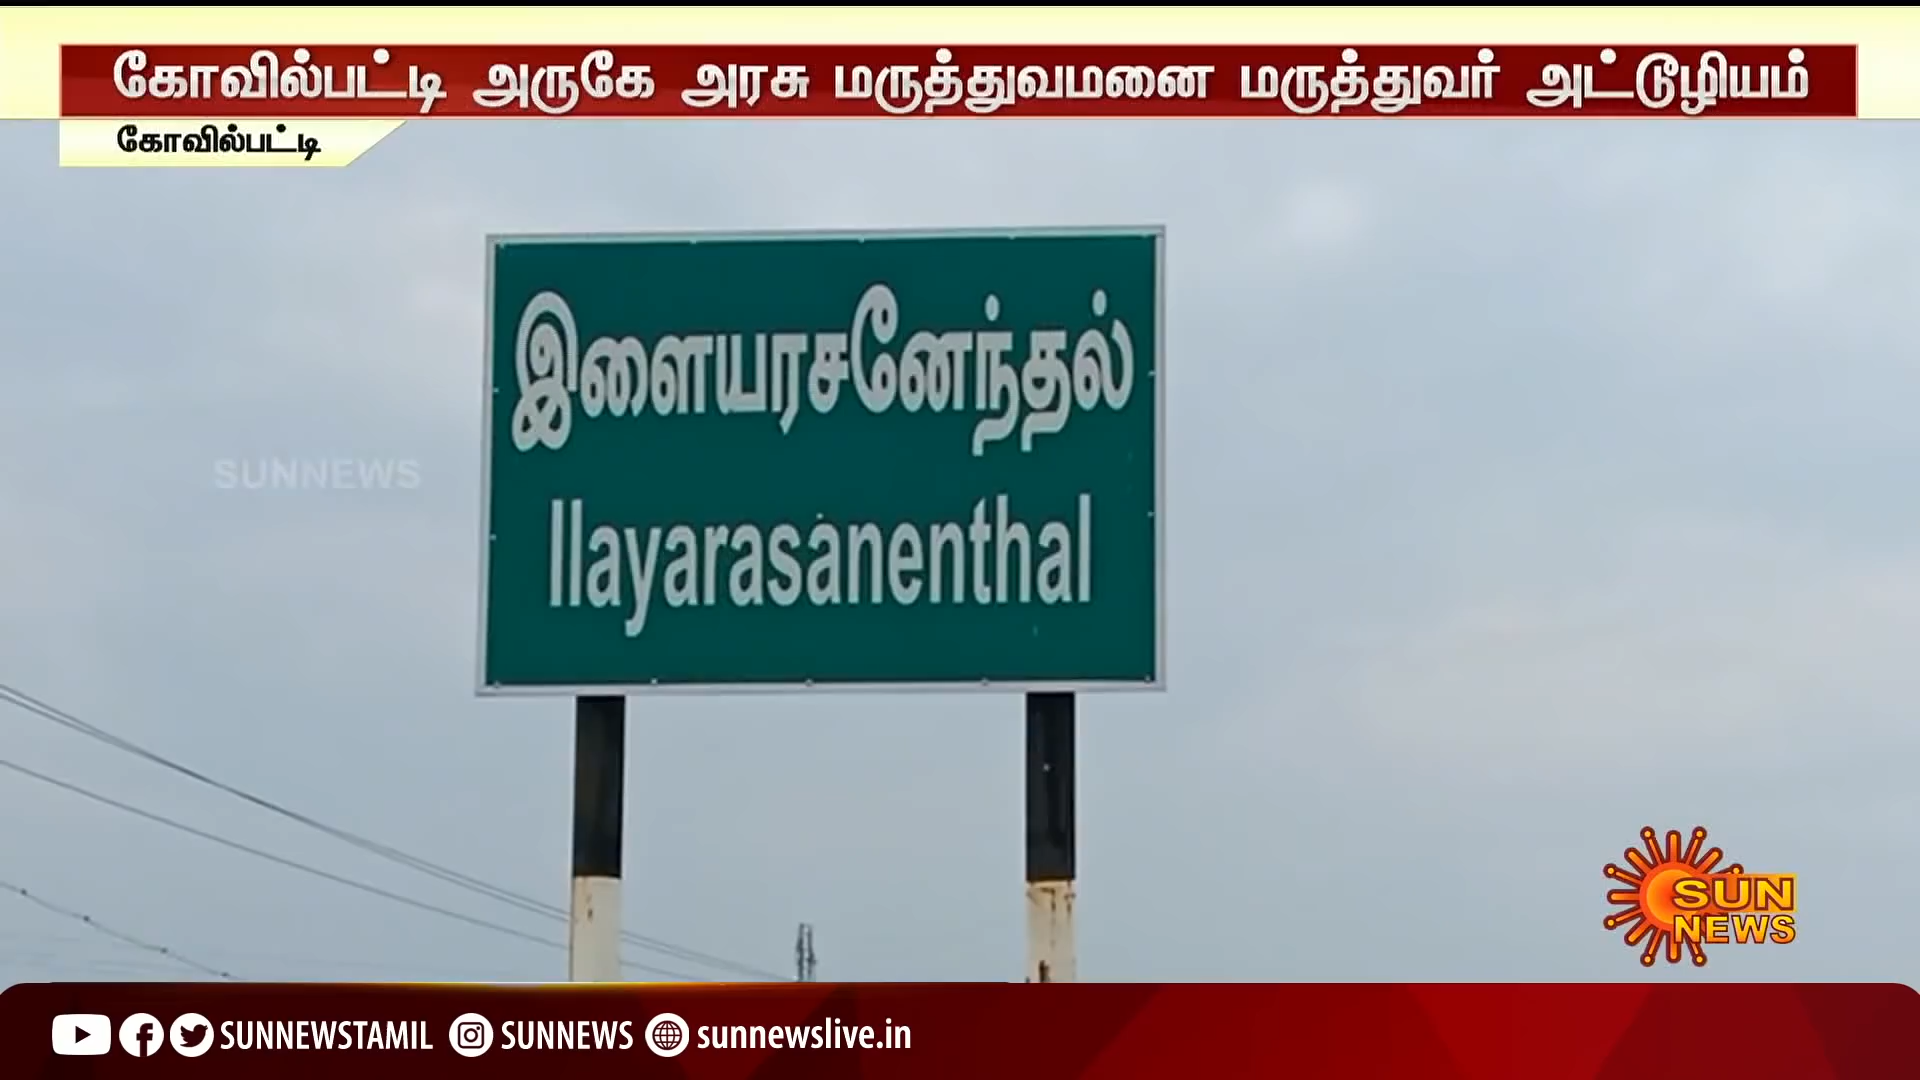 கோவில்பட்டி அருகே அரசு மருத்துவமனை மருத்துவர் அட்டூழியம்
கோவில்பட்டி
இளையரசனேந்தல்
SUNNEWS
Ilayarasanenthal
SUN
NEWS
SUNNEWSTAMIL SUNNEWS sunnewslive.in